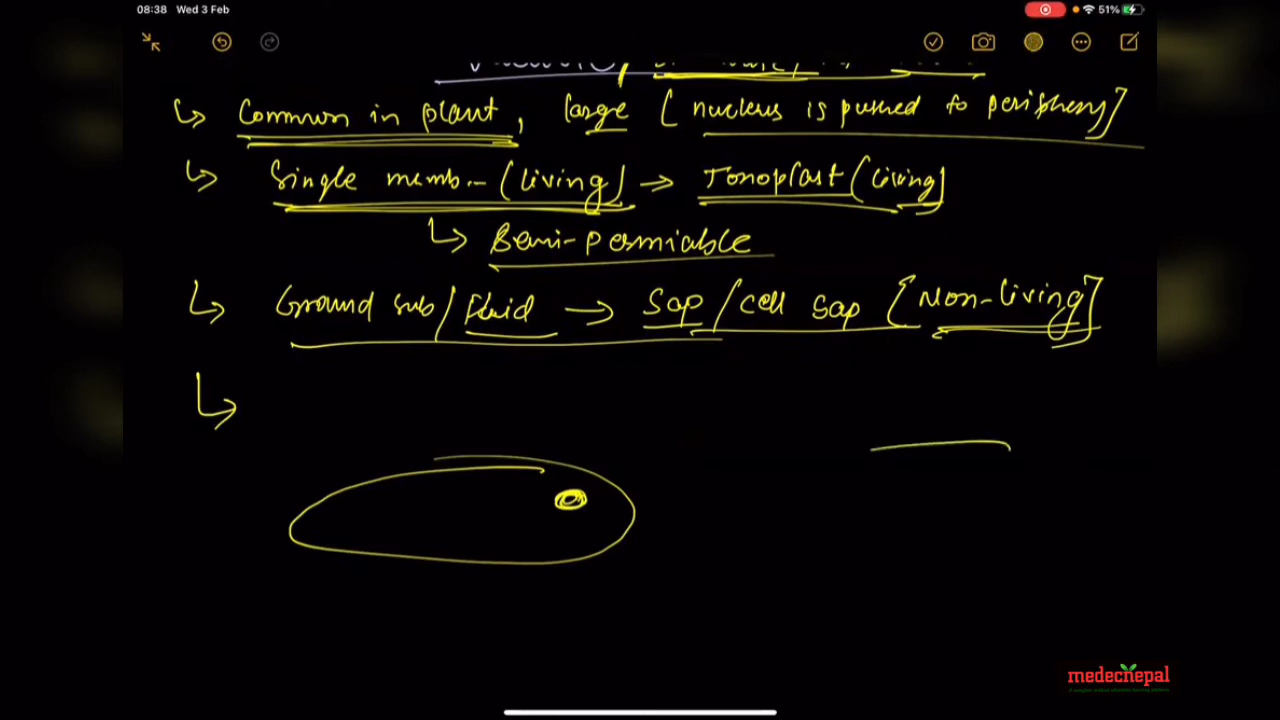 08:38 Wed 3 Feb 51%
↳ Common in plant, large [nucleus is pushed to periphery]
↳ Single memb.- (living) → Tonoplast (living)
↳ Semi-permiable
↳ Ground sub/fluid → Sap/cell sap [Non-living]
↳
medecnepal